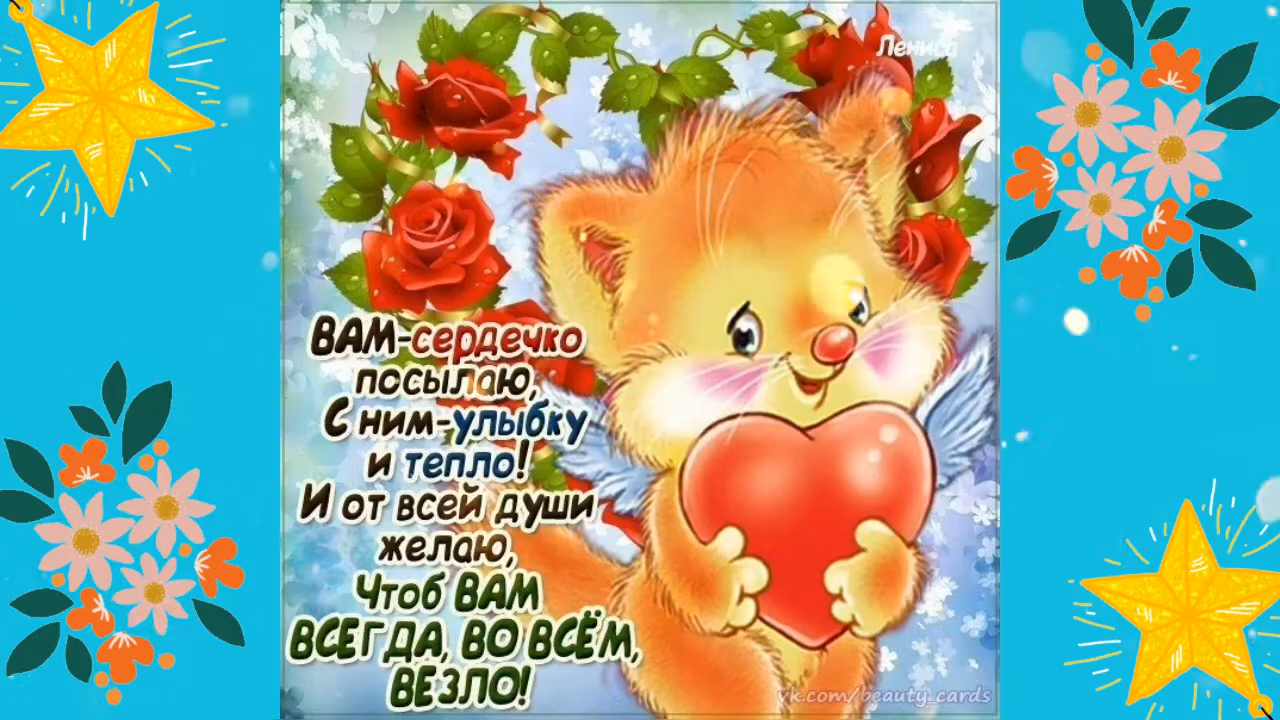 Лениса
ВАМ-сердечко
посылаю,
С ним-улыбку
и тепло!
И от всей души
желаю,
Чтоб ВАМ
ВСЕГДА, ВО ВСЁМ,
ВЕЗЛО!
vk.com/beauty_cards